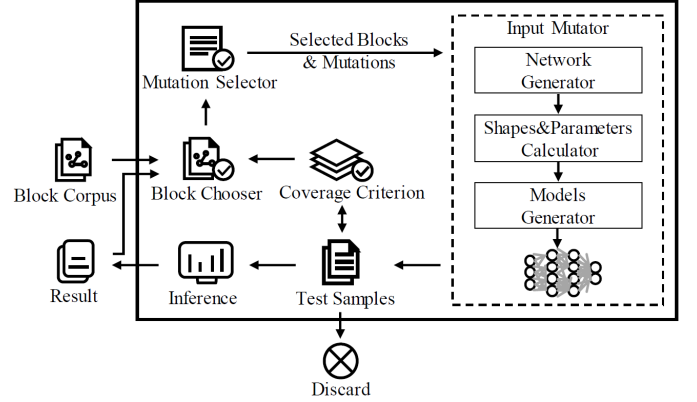 Input Mutator
Selected Blocks
& Mutations
Network
Generator
Mutation Selector
Shapes&Parameters
Calculator
Block Corpus
Block Chooser
Coverage Criterion
Models
Generator
Result
Inference
Test Samples
Discard